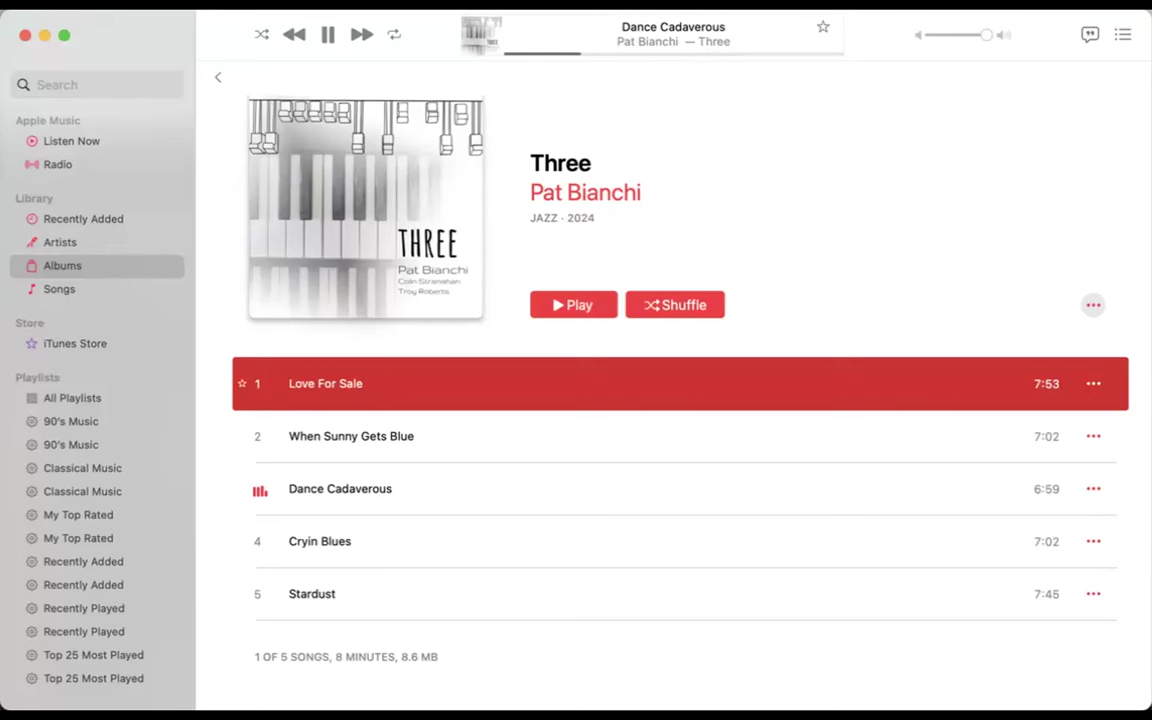 Dance Cadaverous
Pat Bianchi — Three
Search
Apple Music
Listen Now
Radio
Library
Recently Added
Artists
Albums
Songs
Store
iTunes Store
Playlists
All Playlists
90's Music
90's Music
Classical Music
Classical Music
My Top Rated
My Top Rated
Recently Added
Recently Added
Recently Played
Recently Played
Top 25 Most Played
Top 25 Most Played
THREE
Pat Bianchi
Colin Stranahan
Troy Roberts
Three
Pat Bianchi
JAZZ · 2024
Play
Shuffle
1 Love For Sale 7:53
2 When Sunny Gets Blue 7:02
Dance Cadaverous 6:59
4 Cryin Blues 7:02
5 Stardust 7:45
1 OF 5 SONGS, 8 MINUTES, 8.6 MB